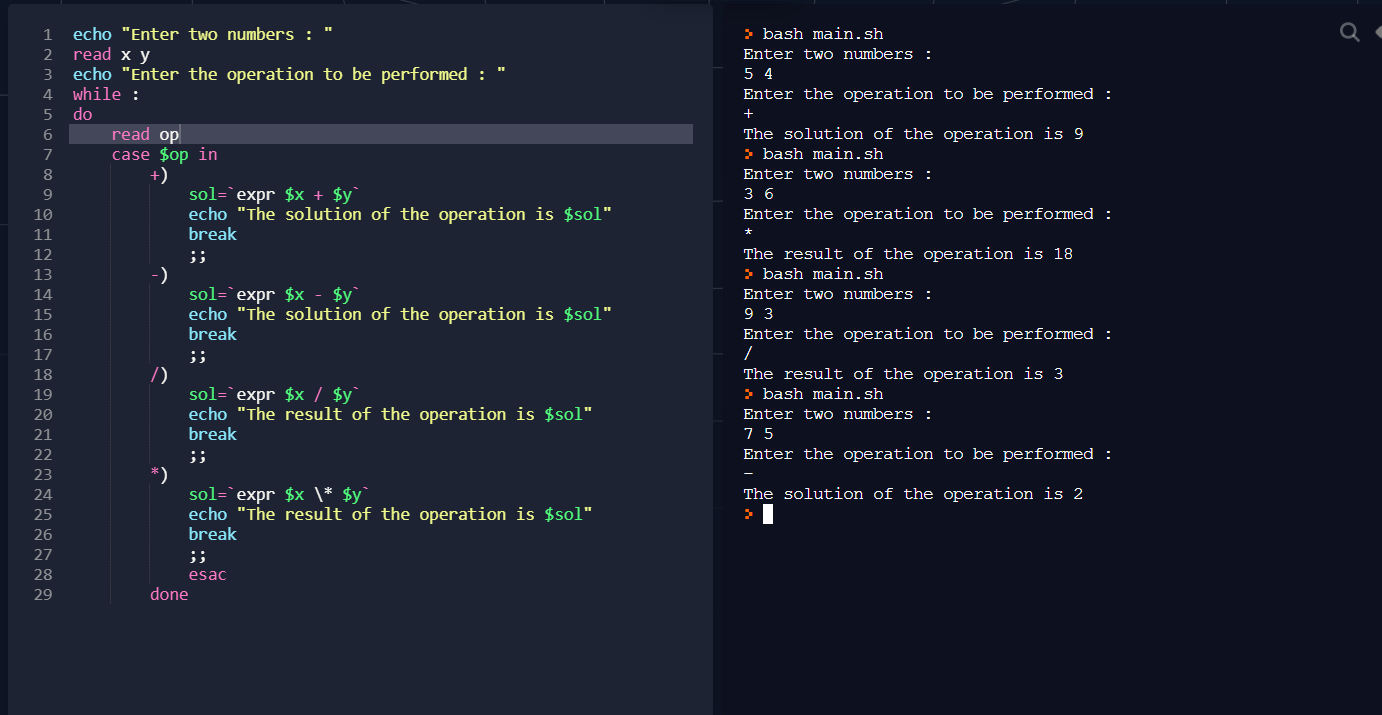 1 echo "Enter two numbers : "
2 read x y
3 echo "Enter the operation to be performed : "
4 while :
5 do
6 read op
7 case $op in
8 +)
9 sol=`expr $x + $y`
10 echo "The solution of the operation is $sol"
11 break
12 ;;
13 -)
14 sol=`expr $x - $y`
15 echo "The solution of the operation is $sol"
16 break
17 ;;
18 /)
19 sol=`expr $x / $y`
20 echo "The result of the operation is $sol"
21 break
22 ;;
23 *)
24 sol=`expr $x \* $y`
25 echo "The result of the operation is $sol"
26 break
27 ;;
28 esac
29 done
> bash main.sh
Enter two numbers :
5 4
Enter the operation to be performed :
+
The solution of the operation is 9
> bash main.sh
Enter two numbers :
3 6
Enter the operation to be performed :
*
The result of the operation is 18
> bash main.sh
Enter two numbers :
9 3
Enter the operation to be performed :
/
The result of the operation is 3
> bash main.sh
Enter two numbers :
7 5
Enter the operation to be performed :
-
The solution of the operation is 2
>